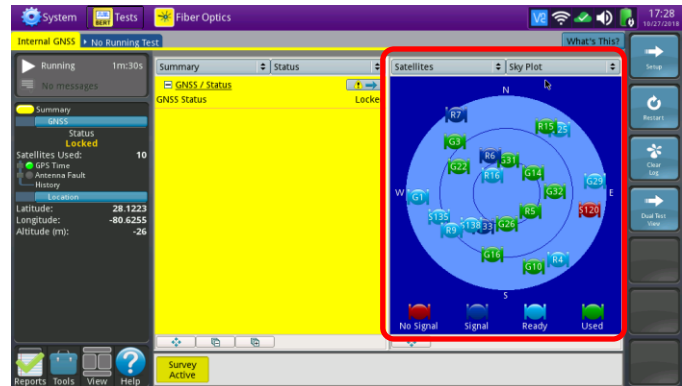 System
Tests
Fiber Optics
17:28
10/27/2018
Internal GNSS
No Running Test
What's This?
Running 1m:30s
No messages
Summary
GNSS
Status
Locked
Satellites Used: 10
GPS Time
Antenna Fault
History
Location
Latitude: 28.1223
Longitude: -80.6255
Altitude (m): -26
Summary
Status
GNSS / Status
GNSS Status Locke
Satellites
Sky Plot
N
R7
R15
G3
R6
G31
G22
R16
G14
G29
W
G1
G32
E
S135
R5
S120
R9
S138
33
G26
G16
G10
R4
S
No Signal
Signal
Ready
Used
Setup
Restart
Clear
Log
Dual Test
View
Reports
Tools
View
Help
Survey
Active